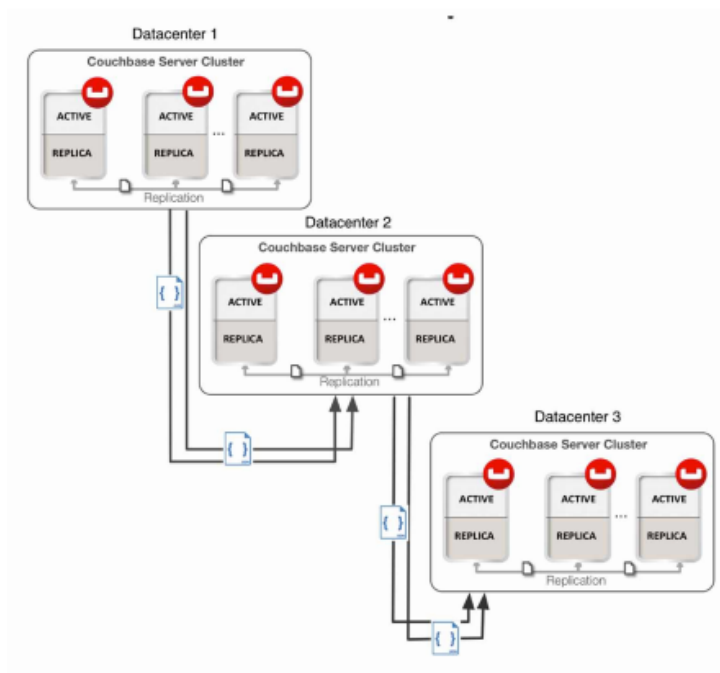 Datacenter 1
Couchbase Server Cluster
ACTIVE ACTIVE ACTIVE
...
REPLICA REPLICA REPLICA
Replication
{ }
Datacenter 2
Couchbase Server Cluster
ACTIVE ACTIVE ACTIVE
...
REPLICA REPLICA REPLICA
Replication
{ }
Datacenter 3
Couchbase Server Cluster
ACTIVE ACTIVE ACTIVE
...
REPLICA REPLICA REPLICA
{ }
Replication
{ }